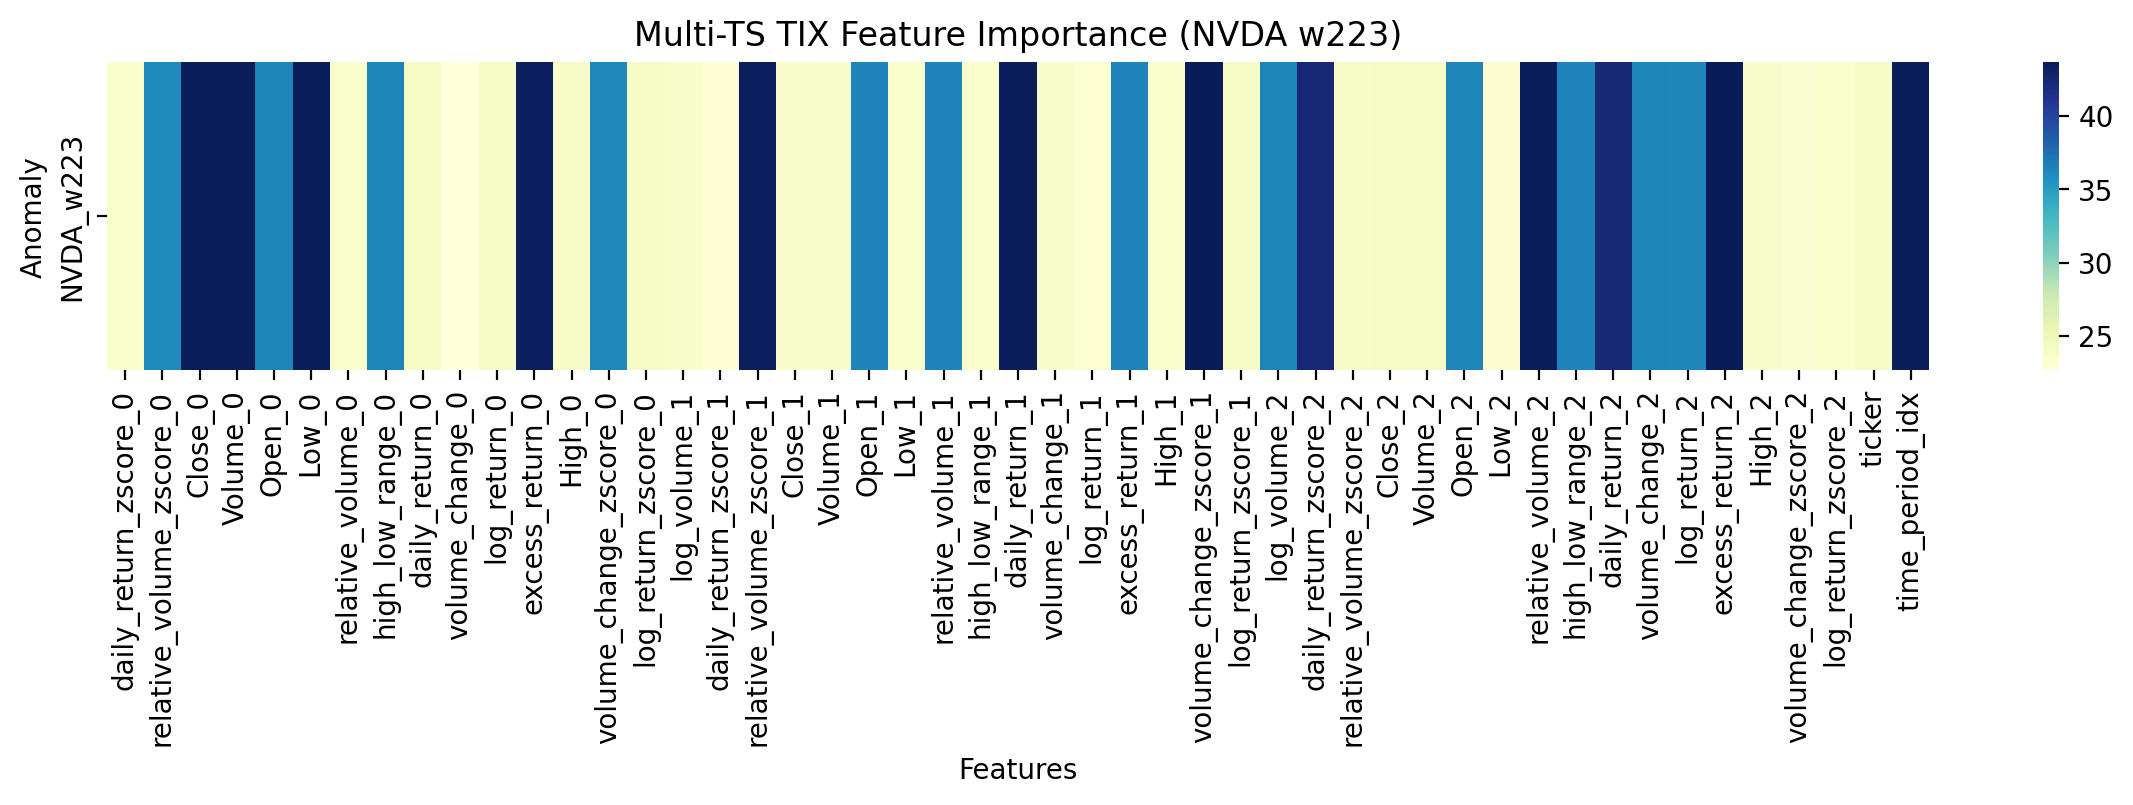 Multi-TS TIX Feature Importance (NVDA w223)
Anomaly
NVDA_w223
40
35
30
25
daily_return_zscore_0
relative_volume_zscore_0
Close_0
Volume_0
Open_0
Low_0
relative_volume_0
high_low_range_0
daily_return_0
volume_change_0
log_return_0
excess_return_0
High_0
volume_change_zscore_0
log_return_zscore_0
log_volume_1
daily_return_zscore_1
relative_volume_zscore_1
Close_1
Volume_1
Open_1
Low_1
relative_volume_1
high_low_range_1
daily_return_1
volume_change_1
log_return_1
excess_return_1
High_1
volume_change_zscore_1
log_return_zscore_1
log_volume_2
daily_return_zscore_2
relative_volume_zscore_2
Close_2
Volume_2
Open_2
Low_2
relative_volume_2
high_low_range_2
daily_return_2
volume_change_2
log_return_2
excess_return_2
High_2
volume_change_zscore_2
log_return_zscore_2
ticker
time_period_idx
Features